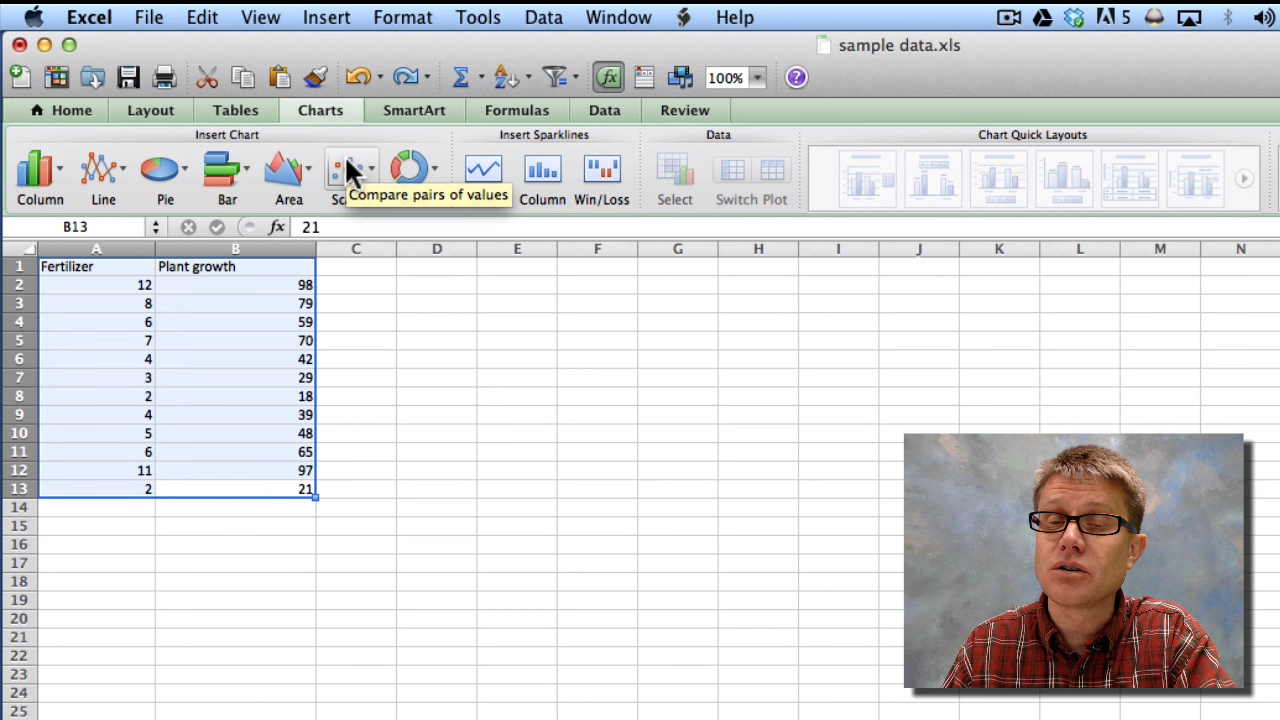 Excel File Edit View Insert Format Tools Data Window Help 5
sample data.xls
100% ?
Home Layout Tables Charts SmartArt Formulas Data Review
Insert Chart Insert Sparklines Data Chart Quick Layouts
Column Line Pie Bar Area Column Win/Loss Select Switch Plot
Compare pairs of values
B13 fx 21
A B C D E F G H I J K L M N
1 Fertilizer Plant growth
2 12 98
3 8 79
4 6 59
5 7 70
6 4 42
7 3 29
8 2 18
9 4 39
10 5 48
11 6 65
12 11 97
13 2 21
14
15
16
17
18
19
20
21
22
23
24
25